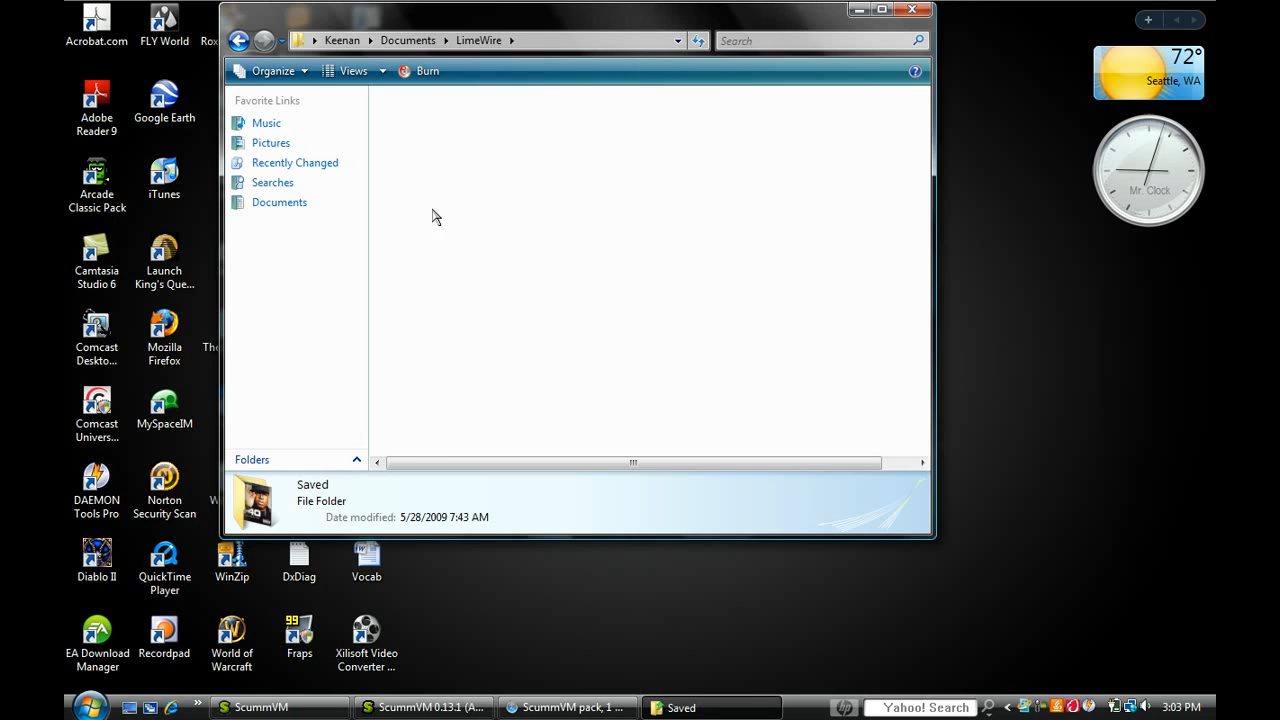 Acrobat.com
FLY World
Rox
Adobe
Reader 9
Google Earth
Arcade
Classic Pack
iTunes
Camtasia
Studio 6
Launch
King's Que...
Comcast
Deskto...
Mozilla
Firefox
Comcast
Univers...
MySpaceIM
DAEMON
Tools Pro
Norton
Security Scan
Diablo II
QuickTime
Player
WinZip
DxDiag
Vocab
EA Download
Manager
Recordpad
World of
Warcraft
99
Fraps
Xilisoft Video
Converter ...
Keenan
Documents
LimeWire
Search
Organize
Views
Burn
Favorite Links
Music
Pictures
Recently Changed
Searches
Documents
Folders
Saved
File Folder
Date modified: 5/28/2009 7:43 AM
72°
Seattle, WA
Mr. Clock
ScummVM
ScummVM 0.13.1 (A...
ScummVM pack, 1 ...
Saved
hp
Yahoo! Search
3:03 PM